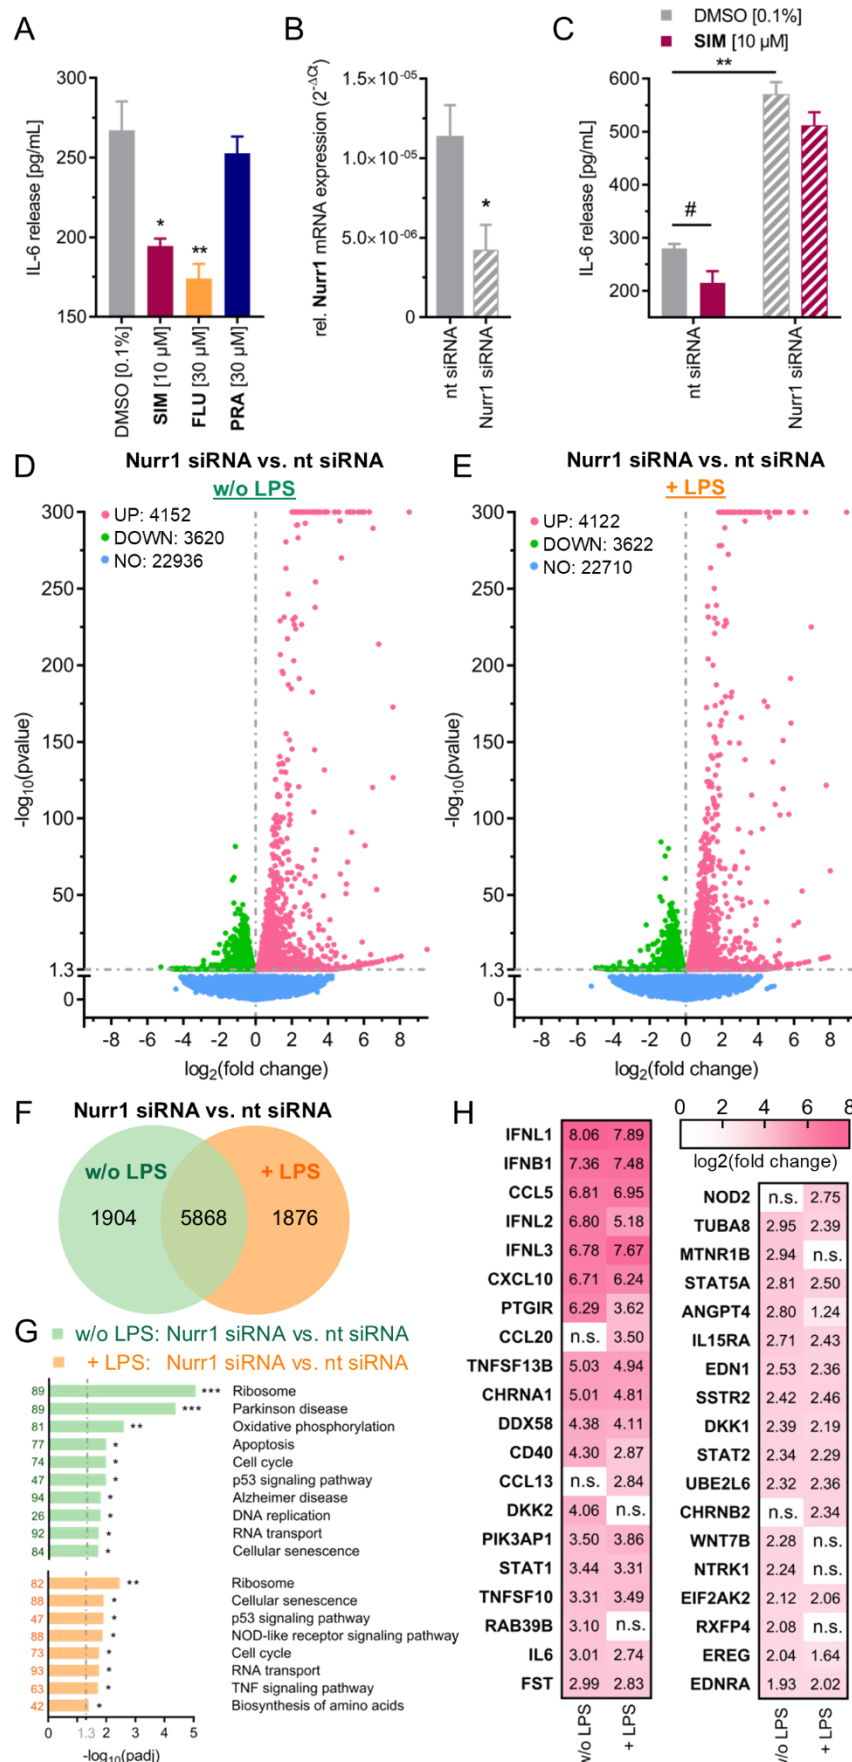 A
IL-6 release [pg/mL]
300
250
200
150
*
**
DMSO [0.1%]
SIM [10 µM]
FLU [30 µM]
PRA [30 µM]
B
rel. Nurr1 mRNA expression (2^-ΔCt)
1.5×10^-05
1.0×10^-05
5.0×10^-06
0
*
nt siRNA
Nurr1 siRNA
C
DMSO [0.1%]
SIM [10 µM]
IL-6 release [pg/mL]
600
500
400
300
200
**
#
nt siRNA
Nurr1 siRNA
D
Nurr1 siRNA vs. nt siRNA
w/o LPS
UP: 4152
DOWN: 3620
NO: 22936
-log10(pvalue)
300
250
200
150
100
50
1.3
0
-8 -6 -4 -2 0 2 4 6 8
log2(fold change)
E
Nurr1 siRNA vs. nt siRNA
+ LPS
UP: 4122
DOWN: 3622
NO: 22710
-log10(pvalue)
300
250
200
150
100
50
1.3
0
-8 -6 -4 -2 0 2 4 6 8
log2(fold change)
F
Nurr1 siRNA vs. nt siRNA
w/o LPS
+ LPS
1904 5868 1876
G
w/o LPS: Nurr1 siRNA vs. nt siRNA
+ LPS: Nurr1 siRNA vs. nt siRNA
89 *** Ribosome
89 *** Parkinson disease
81 ** Oxidative phosphorylation
77 * Apoptosis
74 * Cell cycle
47 * p53 signaling pathway
94 * Alzheimer disease
26 * DNA replication
92 * RNA transport
84 * Cellular senescence
82 ** Ribosome
88 * Cellular senescence
47 * p53 signaling pathway
88 * NOD-like receptor signaling pathway
73 * Cell cycle
93 * RNA transport
63 * TNF signaling pathway
42 * Biosynthesis of amino acids
0 1.3 2 3 4 5
-log10(padj)
H
IFNL1 8.06 7.89
IFNB1 7.36 7.48
CCL5 6.81 6.95
IFNL2 6.80 5.18
IFNL3 6.78 7.67
CXCL10 6.71 6.24
PTGIR 6.29 3.62
CCL20 n.s. 3.50
TNFSF13B 5.03 4.94
CHRNA1 5.01 4.81
DDX58 4.38 4.11
CD40 4.30 2.87
CCL13 n.s. 2.84
DKK2 4.06 n.s.
PIK3AP1 3.50 3.86
STAT1 3.44 3.31
TNFSF10 3.31 3.49
RAB39B 3.10 n.s.
IL6 3.01 2.74
FST 2.99 2.83
w/o LPS
+ LPS
0 2 4 6 8
log2(fold change)
NOD2 n.s. 2.75
TUBA8 2.95 2.39
MTNR1B 2.94 n.s.
STAT5A 2.81 2.50
ANGPT4 2.80 1.24
IL15RA 2.71 2.43
EDN1 2.53 2.36
SSTR2 2.42 2.46
DKK1 2.39 2.19
STAT2 2.34 2.29
UBE2L6 2.32 2.36
CHRNB2 n.s. 2.34
WNT7B 2.28 n.s.
NTRK1 2.24 n.s.
EIF2AK2 2.12 2.06
RXFP4 2.08 n.s.
EREG 2.04 1.64
EDNRA 1.93 2.02
w/o LPS
+ LPS